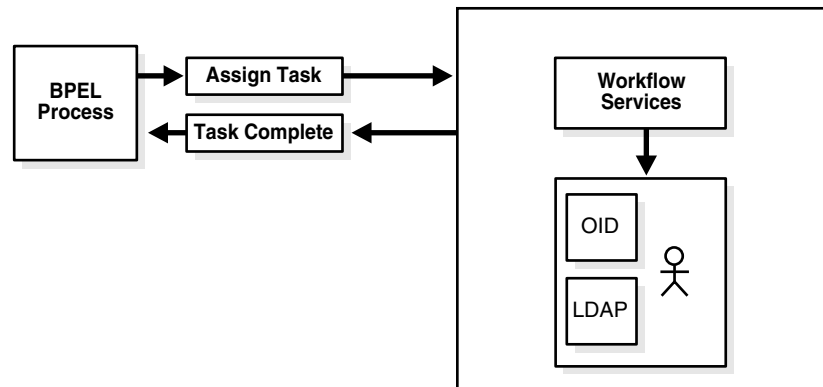 BPEL
Process
Assign Task
Task Complete
Workflow
Services
OID
LDAP